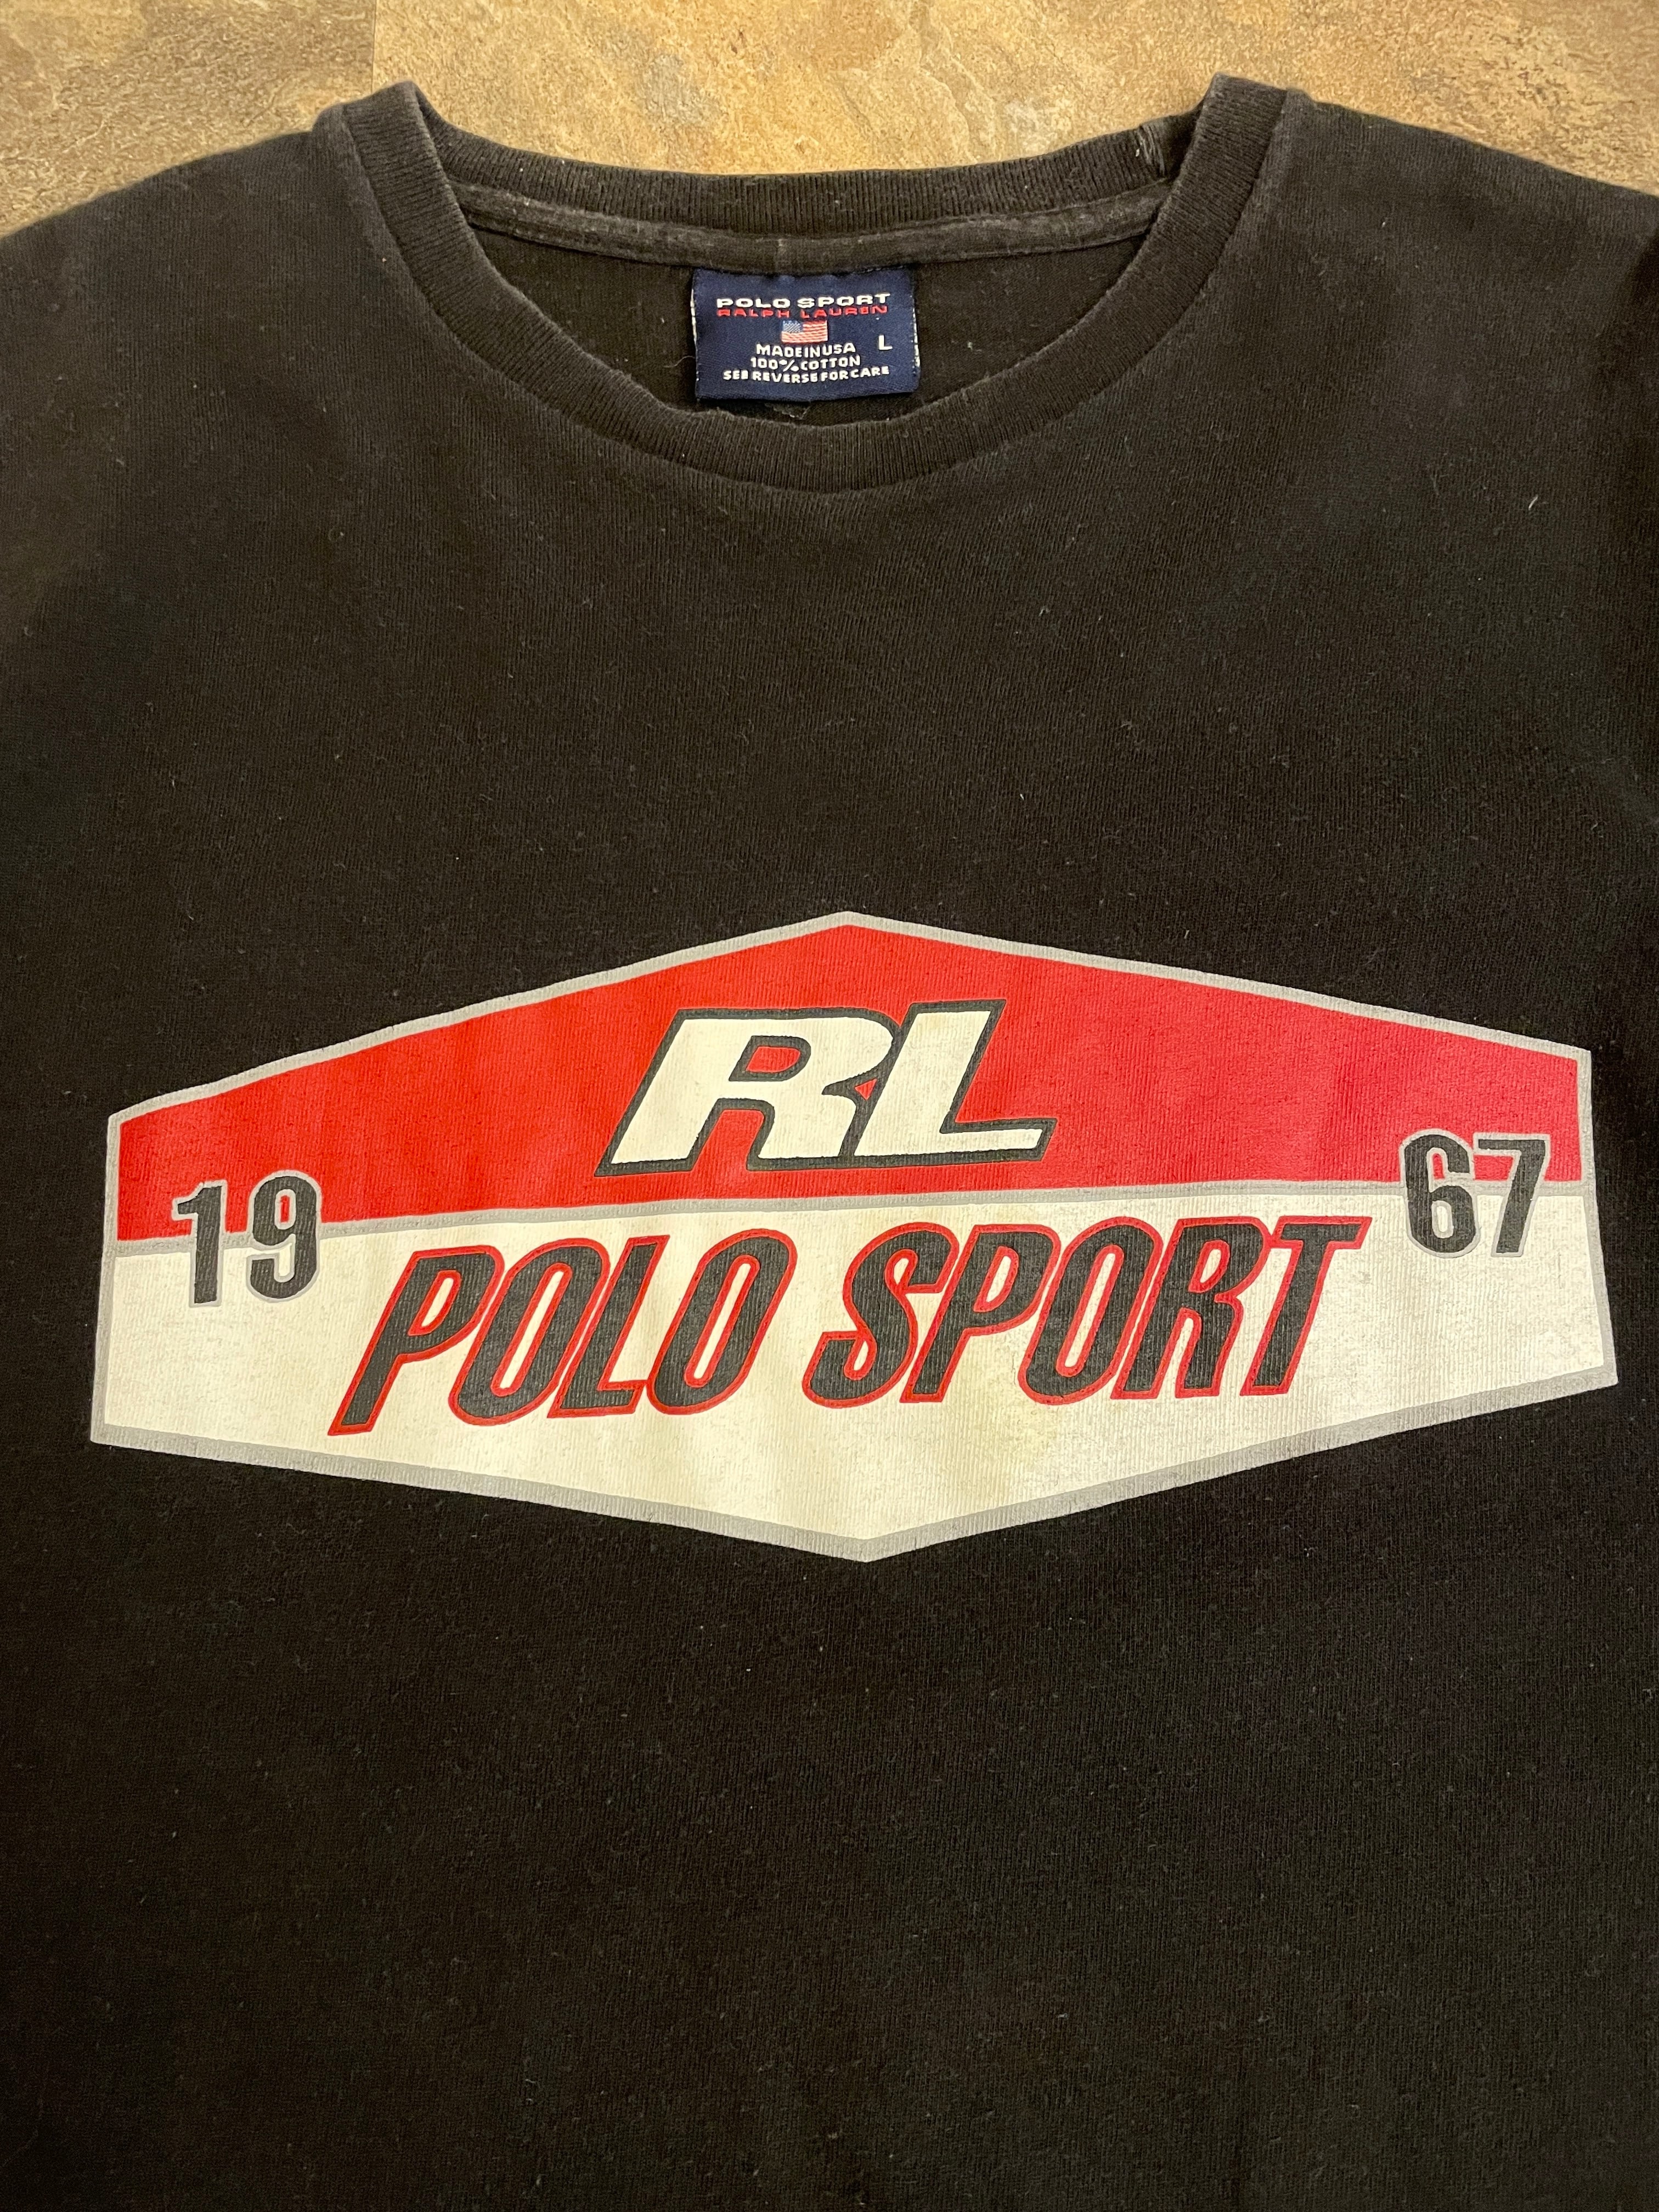 POLO SPORT
RALPH LAUREN
MADE IN USA L
100% COTTON
SEE REVERSE FOR CARE
RL
19 67
POLO SPORT